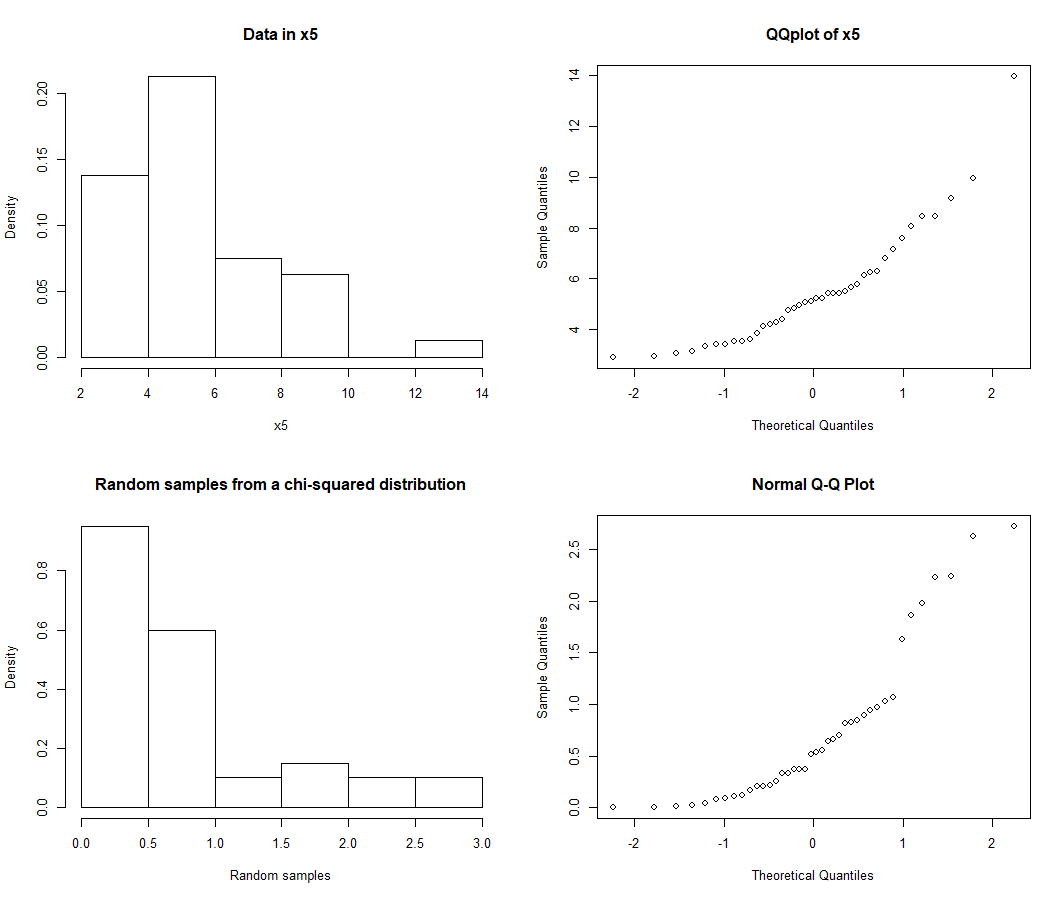 Data in x5
Density
0.00 0.05 0.10 0.15 0.20
2 4 6 8 10 12 14
x5
QQplot of x5
Sample Quantiles
4 6 8 10 12 14
-2 -1 0 1 2
Theoretical Quantiles
Random samples from a chi-squared distribution
Density
0.0 0.2 0.4 0.6 0.8
0.0 0.5 1.0 1.5 2.0 2.5 3.0
Random samples
Normal Q-Q Plot
Sample Quantiles
0.0 0.5 1.0 1.5 2.0 2.5
-2 -1 0 1 2
Theoretical Quantiles